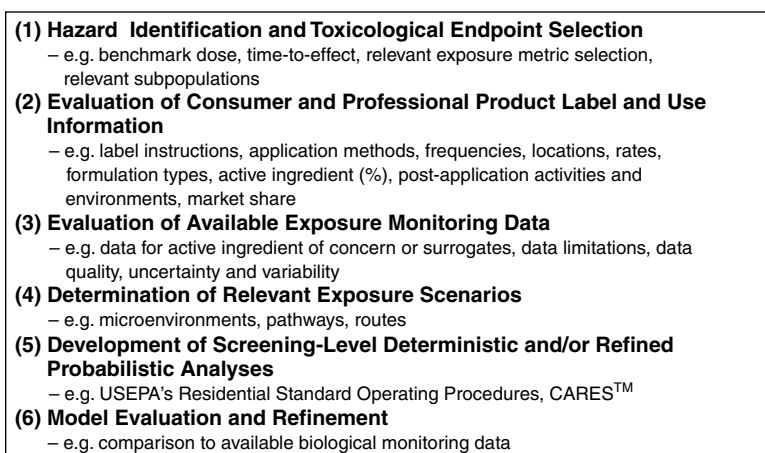 (1) Hazard Identification and Toxicological Endpoint Selection
– e.g. benchmark dose, time-to-effect, relevant exposure metric selection,
relevant subpopulations
(2) Evaluation of Consumer and Professional Product Label and Use
Information
– e.g. label instructions, application methods, frequencies, locations, rates,
formulation types, active ingredient (%), post-application activities and
environments, market share
(3) Evaluation of Available Exposure Monitoring Data
– e.g. data for active ingredient of concern or surrogates, data limitations, data
quality, uncertainty and variability
(4) Determination of Relevant Exposure Scenarios
– e.g. microenvironments, pathways, routes
(5) Development of Screening-Level Deterministic and/or Refined
Probabilistic Analyses
– e.g. USEPA's Residential Standard Operating Procedures, CARES™
(6) Model Evaluation and Refinement
– e.g. comparison to available biological monitoring data